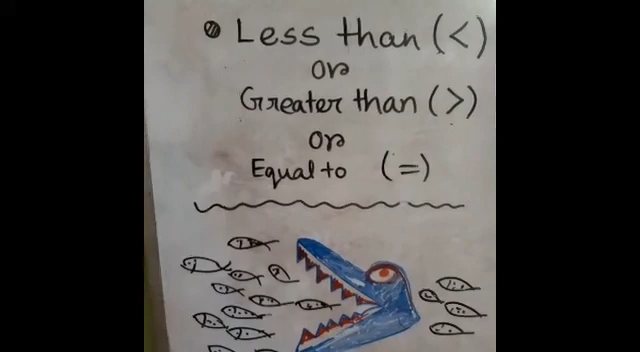 Less than (<)
or
Greater than (>)
or
Equal to (=)